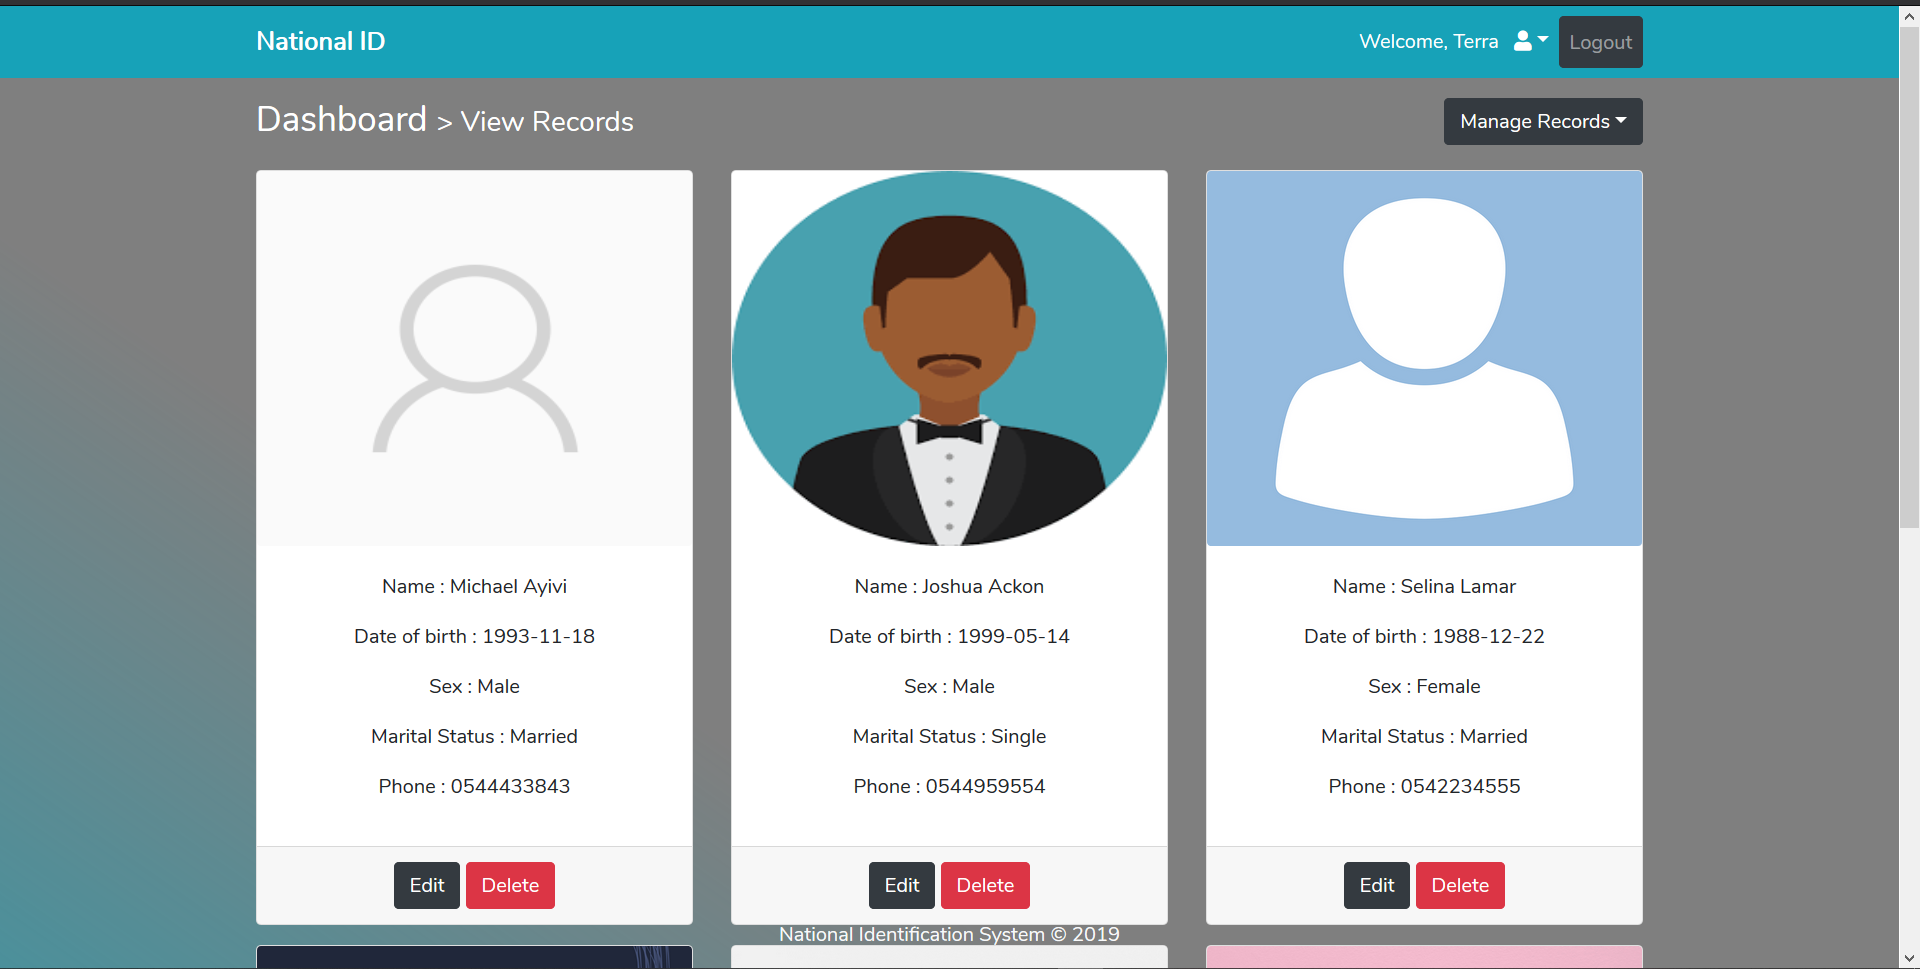 National ID
Welcome, Terra
Logout
Dashboard > View Records
Manage Records
Name : Michael Ayivi
Date of birth : 1993-11-18
Sex : Male
Marital Status : Married
Phone : 0544433843
Edit
Delete
Name : Joshua Ackon
Date of birth : 1999-05-14
Sex : Male
Marital Status : Single
Phone : 0544959554
Edit
Delete
Name : Selina Lamar
Date of birth : 1988-12-22
Sex : Female
Marital Status : Married
Phone : 0542234555
Edit
Delete
National Identification System © 2019